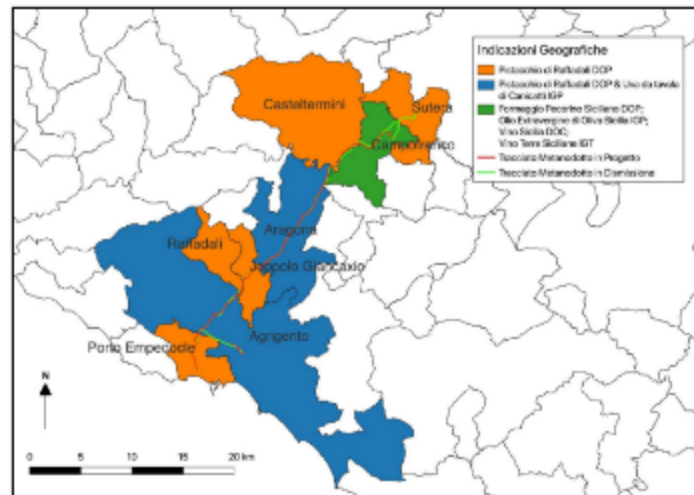 Indicazioni Geografiche
Pistacchio di Raffadali DOP
Pistacchio di Raffadali DOP & Uva da tavola
di Canicattì IGP
Formaggio Pecorino Siciliano DOP;
Olio Extravergine di Oliva Sicilia IGP;
Vino Sicilia DOC;
Vino Terre Siciliane IGT
Tracciato Metanodotto in Progetto
Tracciato Metanodotto in Dismissione
Casteltermini
Sutera
Campofranco
Aragona
Raffadali
Joppolo Giancaxio
Porto Empedocle
Agrigento
N
0 5 10 15 20 km